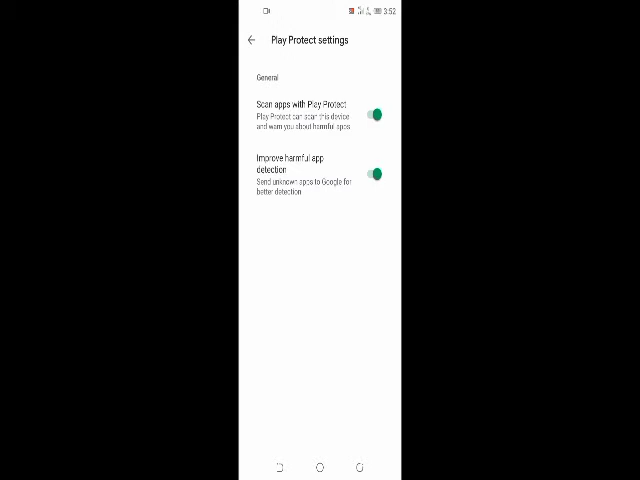 3:52
Play Protect settings
General
Scan apps with Play Protect
Play Protect can scan this device
and warn you about harmful apps
Improve harmful app
detection
Send unknown apps to Google for
better detection